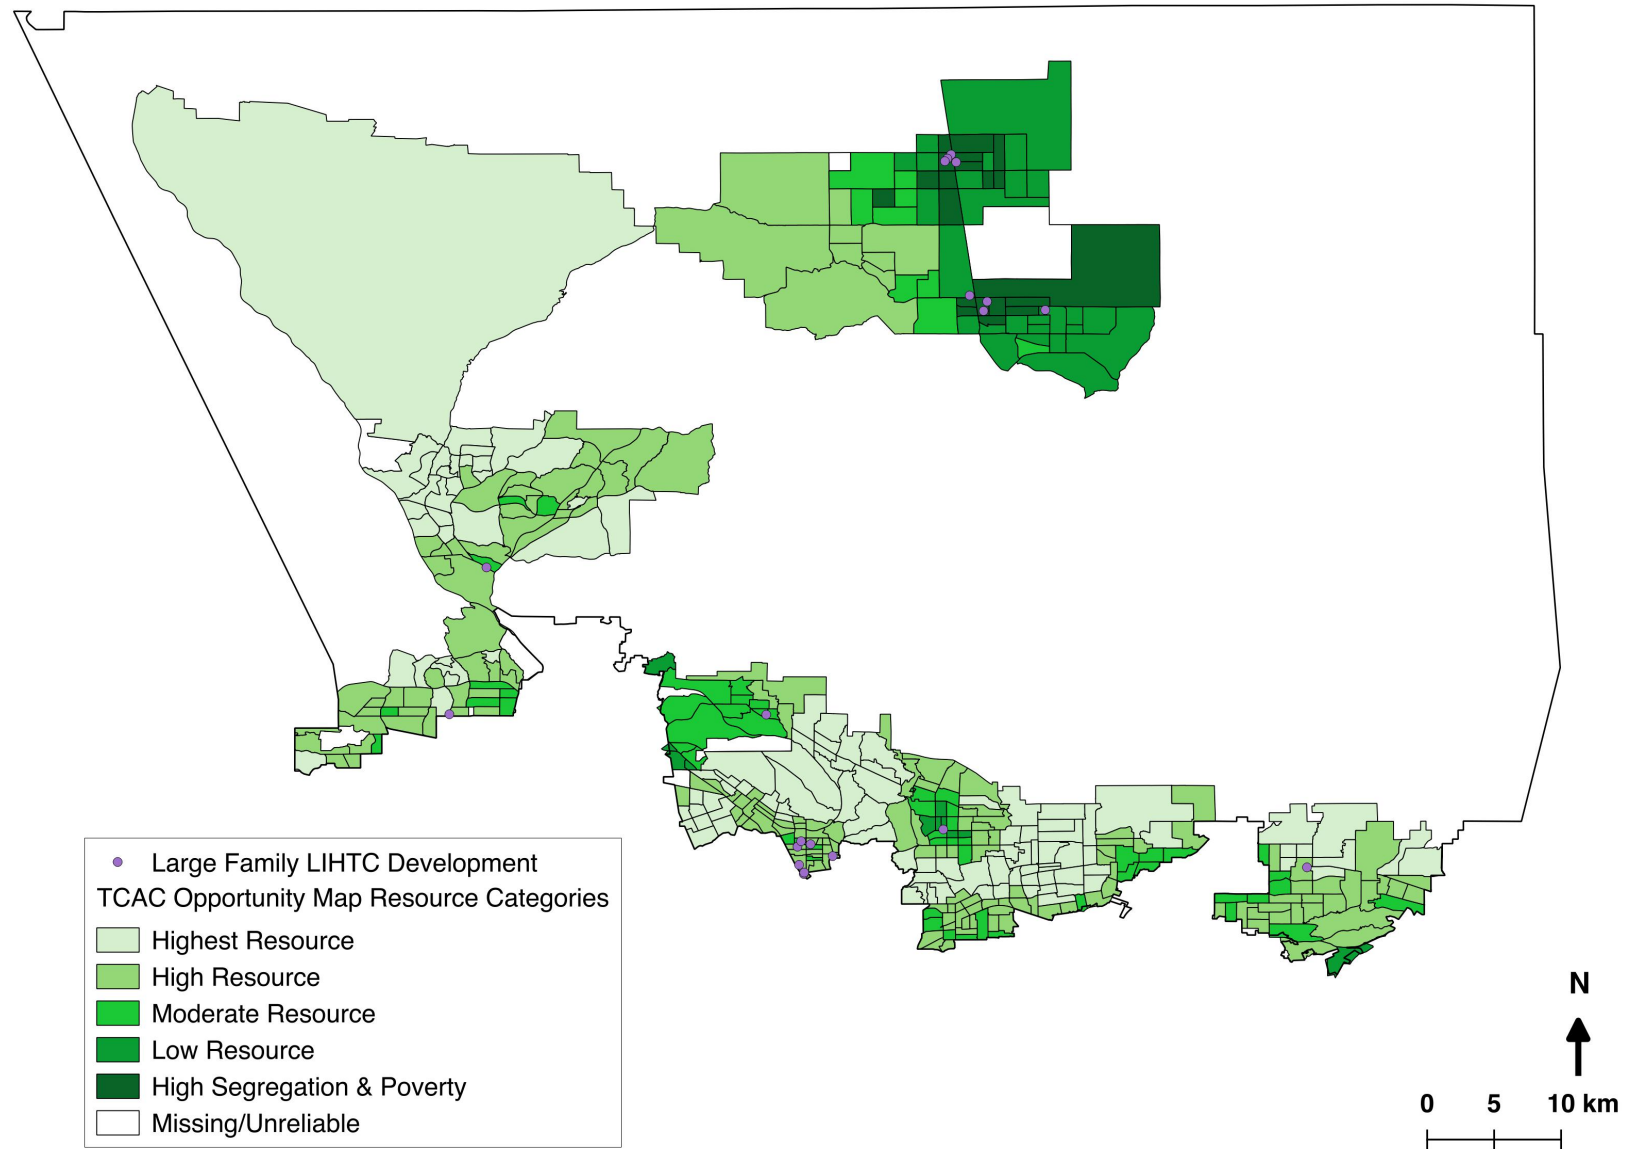 Large Family LIHTC Development
TCAC Opportunity Map Resource Categories
Highest Resource
High Resource
Moderate Resource
Low Resource
High Segregation & Poverty
Missing/Unreliable
N
0 5 10 km